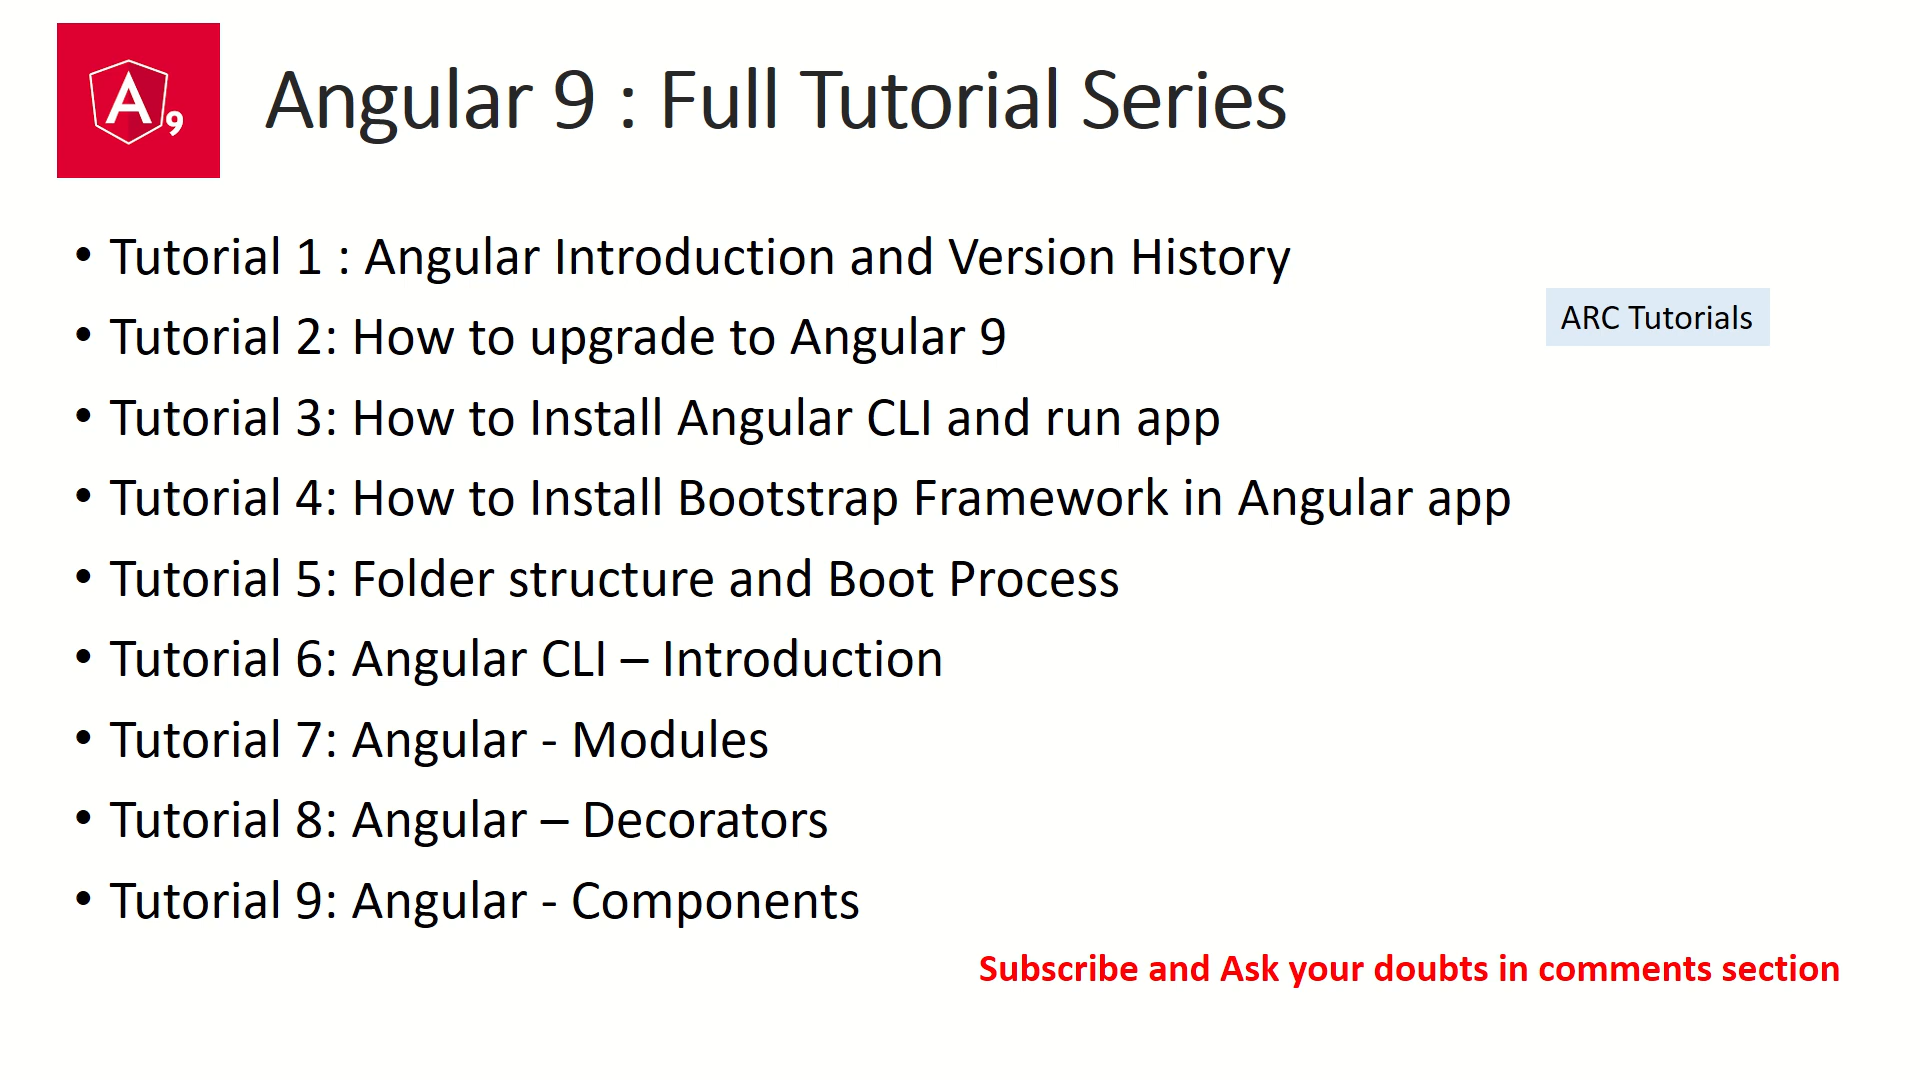 A9
Angular 9 : Full Tutorial Series
• Tutorial 1 : Angular Introduction and Version History
ARC Tutorials
• Tutorial 2: How to upgrade to Angular 9
• Tutorial 3: How to Install Angular CLI and run app
• Tutorial 4: How to Install Bootstrap Framework in Angular app
• Tutorial 5: Folder structure and Boot Process
• Tutorial 6: Angular CLI – Introduction
• Tutorial 7: Angular - Modules
• Tutorial 8: Angular – Decorators
• Tutorial 9: Angular - Components
Subscribe and Ask your doubts in comments section